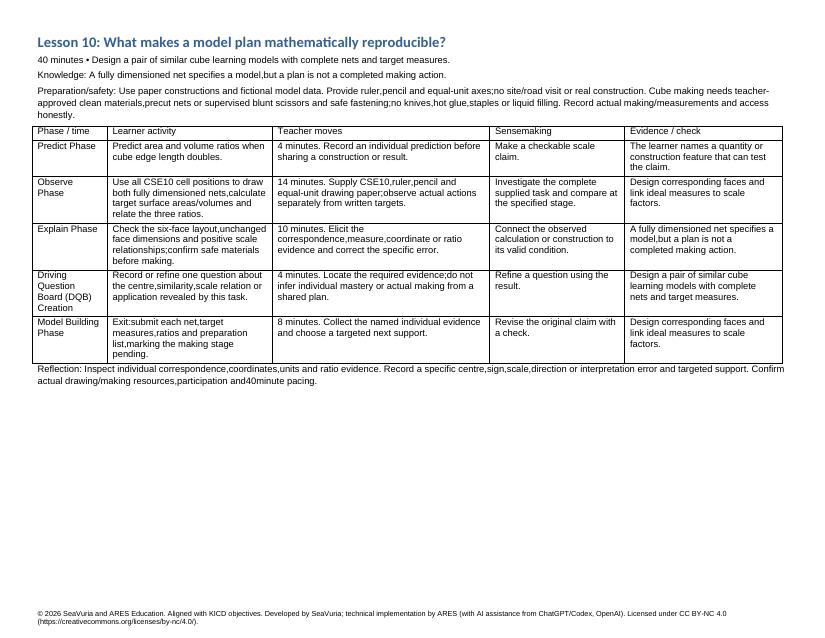 Lesson 10: What makes a model plan mathematically reproducible?
40 minutes • Design a pair of similar cube learning models with complete nets and target measures.
Knowledge: A fully dimensioned net specifies a model,but a plan is not a completed making action.
Preparation/safety: Use paper constructions and fictional model data. Provide ruler,pencil and equal-unit axes;no site/road visit or real construction. Cube making needs teacher-
approved clean materials,precut nets or supervised blunt scissors and safe fastening;no knives,hot glue,staples or liquid filling. Record actual making/measurements and access
honestly.
Phase / time
Learner activity
Teacher moves
Sensemaking
Evidence / check
Predict Phase
Predict area and volume ratios when
cube edge length doubles.
4 minutes. Record an individual prediction before
sharing a construction or result.
Make a checkable scale
claim.
The learner names a quantity or
construction feature that can test
the claim.
Observe
Phase
Use all CSE10 cell positions to draw
both fully dimensioned nets,calculate
target surface areas/volumes and
relate the three ratios.
14 minutes. Supply CSE10,ruler,pencil and
equal-unit drawing paper;observe actual actions
separately from written targets.
Investigate the complete
supplied task and compare at
the specified stage.
Design corresponding faces and
link ideal measures to scale
factors.
Explain Phase
Check the six-face layout,unchanged
face dimensions and positive scale
relationships;confirm safe materials
before making.
10 minutes. Elicit the
correspondence,measure,coordinate or ratio
evidence and correct the specific error.
Connect the observed
calculation or construction to
its valid condition.
A fully dimensioned net specifies a
model,but a plan is not a
completed making action.
Driving
Question
Board (DQB)
Creation
Record or refine one question about
the centre,similarity,scale relation or
application revealed by this task.
4 minutes. Locate the required evidence;do not
infer individual mastery or actual making from a
shared plan.
Refine a question using the
result.
Design a pair of similar cube
learning models with complete
nets and target measures.
Model Building
Phase
Exit:submit each net,target
measures,ratios and preparation
list,marking the making stage
pending.
8 minutes. Collect the named individual evidence
and choose a targeted next support.
Revise the original claim with
a check.
Design corresponding faces and
link ideal measures to scale
factors.
Reflection: Inspect individual correspondence,coordinates,units and ratio evidence. Record a specific centre,sign,scale,direction or interpretation error and targeted support. Confirm
actual drawing/making resources,participation and40minute pacing.
© 2026 SeaVuria and ARES Education. Aligned with KICD objectives. Developed by SeaVuria; technical implementation by ARES (with AI assistance from ChatGPT/Codex, OpenAI). Licensed under CC BY-NC 4.0
(https://creativecommons.org/licenses/by-nc/4.0/).